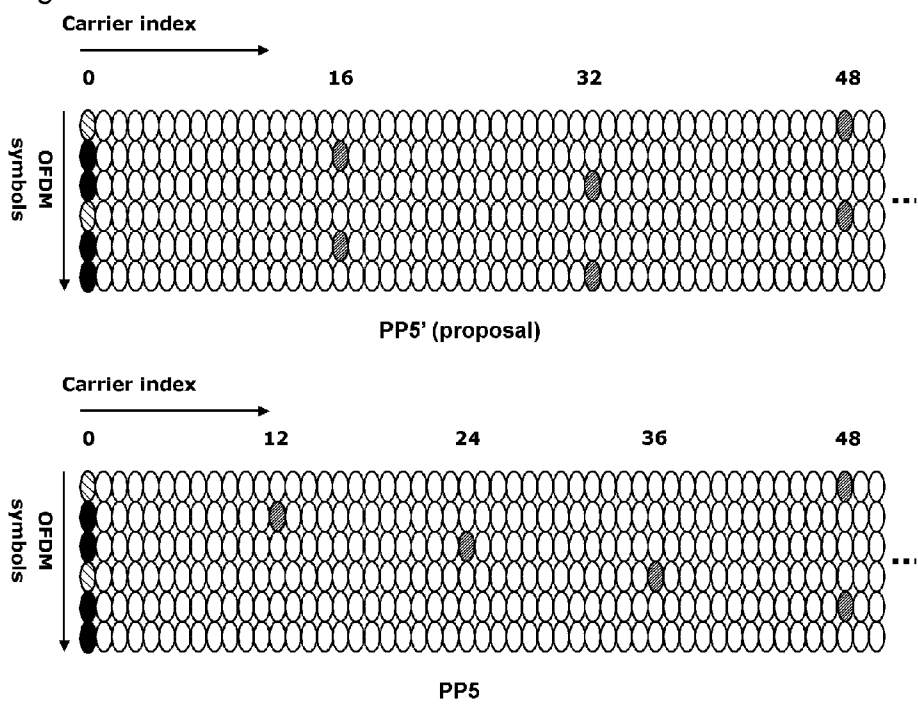 Carrier index
0 16 32 48
OFDM
symbols
...
PP5' (proposal)
Carrier index
0 12 24 36 48
OFDM
symbols
...
PP5